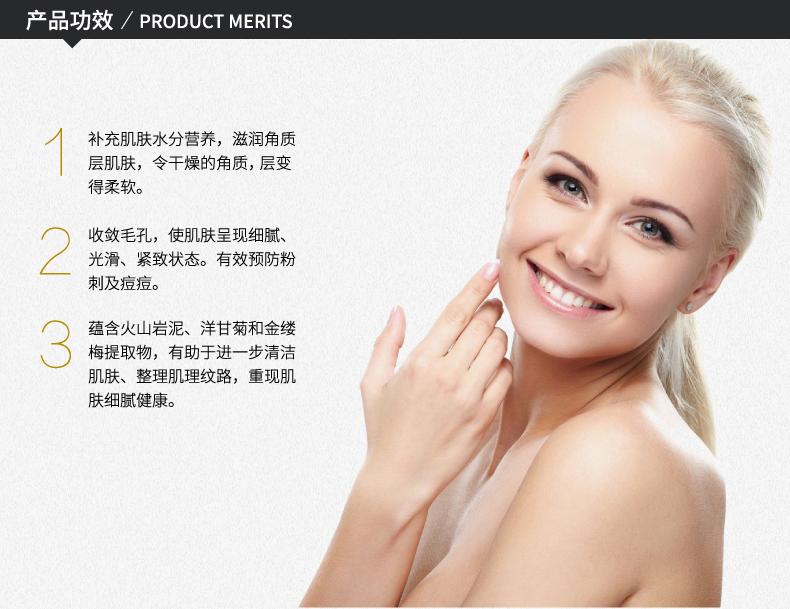 产品功效 / PRODUCT MERITS
1
补充肌肤水分营养，滋润角质
层肌肤，令干燥的角质，层变
得柔软。
2
收敛毛孔，使肌肤呈现细腻、
光滑、紧致状态。有效预防粉
刺及痘痘。
3
蕴含火山岩泥、洋甘菊和金缕
梅提取物，有助于进一步清洁
肌肤、整理肌理纹路，重现肌
肤细腻健康。